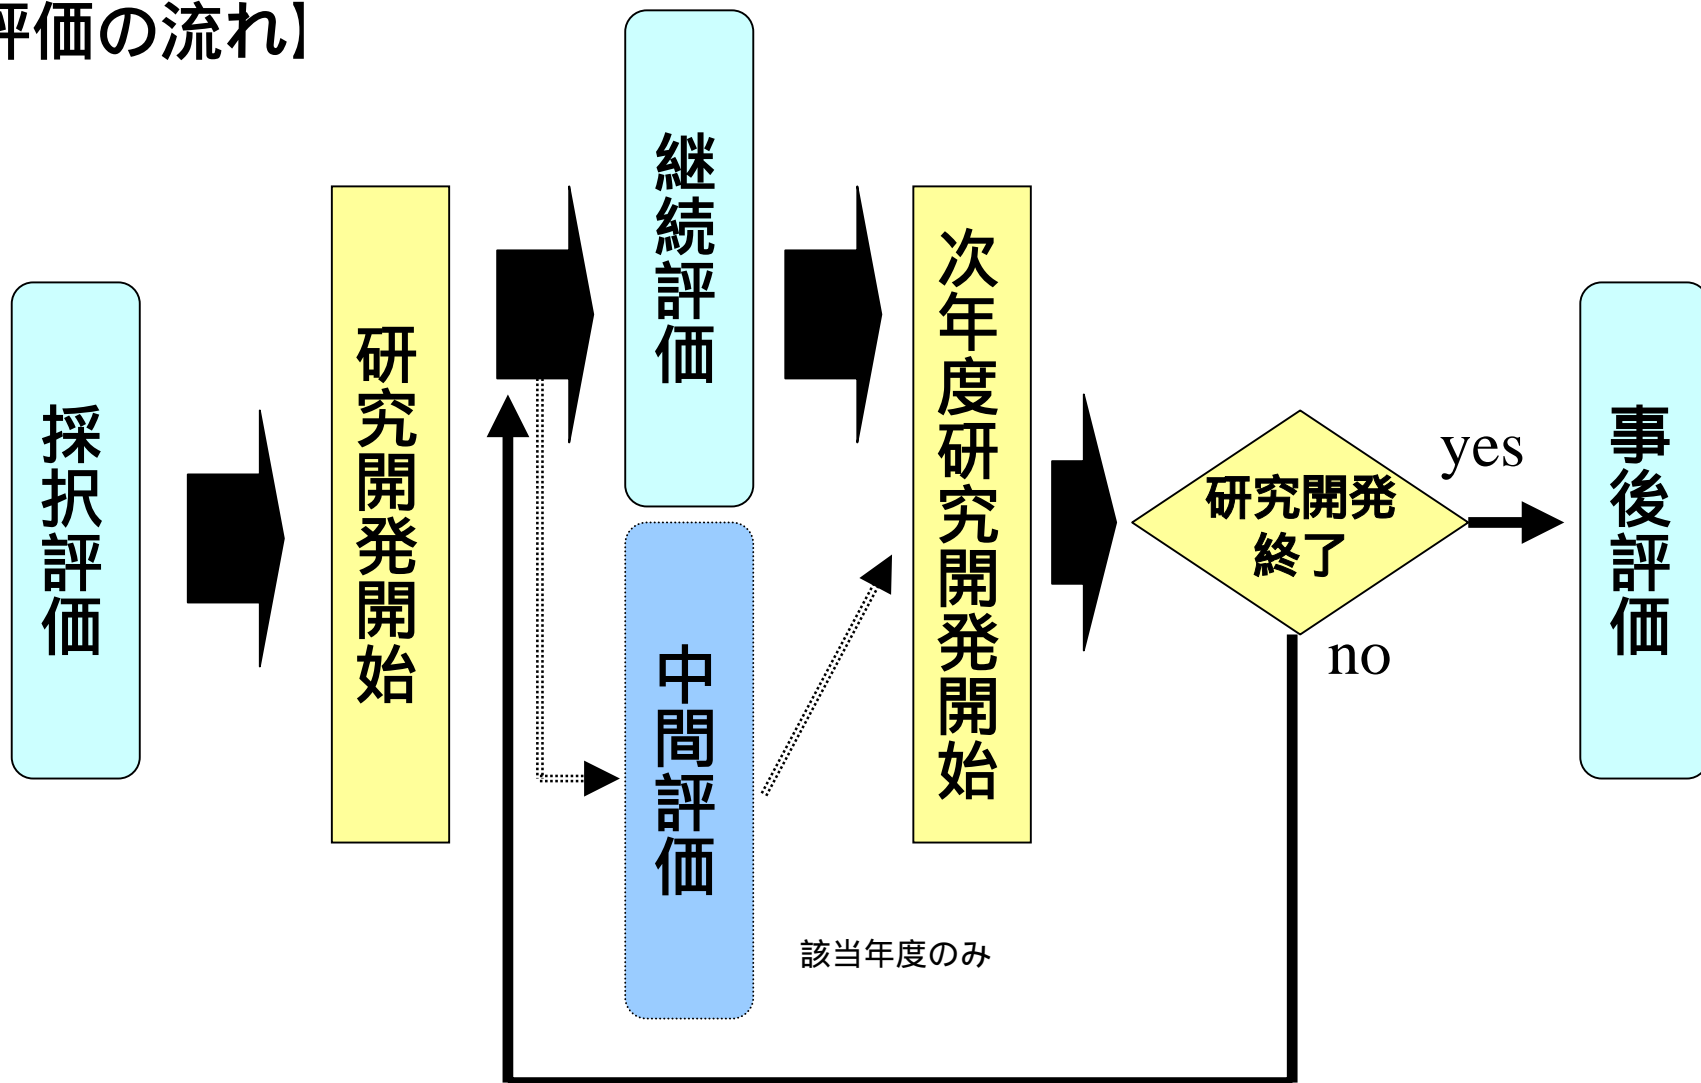 評価の流れ】
採択評価
研究開発開始
継続評価
中間評価
該当年度のみ
次年度研究開発開始
研究開発
終了
yes
no
事後評価